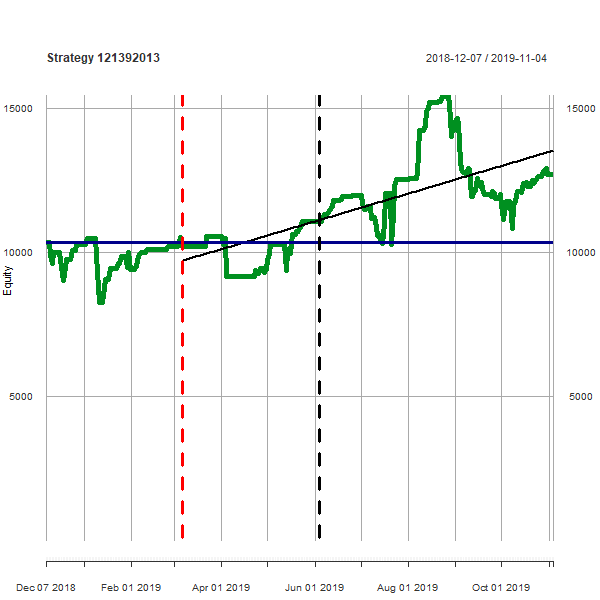 Strategy 121392013
2018-12-07 / 2019-11-04
15000
15000
10000
10000
Equity
5000
5000
Dec 07 2018
Feb 01 2019
Apr 01 2019
Jun 01 2019
Aug 01 2019
Oct 01 2019